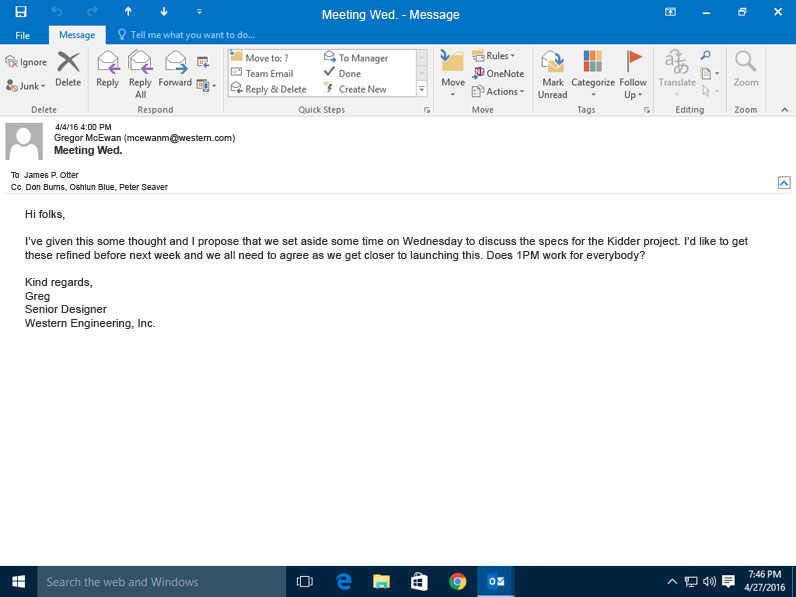 Meeting Wed. - Message
File
Message
Tell me what you want to do...
Ignore
Junk
Delete
Delete
Reply
Reply All
Forward
Respond
Move to: ?
To Manager
Team Email
Done
Reply & Delete
Create New
Quick Steps
Move
Rules
OneNote
Actions
Move
Mark Unread
Categorize
Follow Up
Tags
Translate
Editing
Zoom
Zoom
4/4/16 4:00 PM
Gregor McEwan (mcewanm@western.com)
Meeting Wed.
To James P. Otter
Cc Don Burns, Oshiun Blue, Peter Seaver
Hi folks,
I've given this some thought and I propose that we set aside some time on Wednesday to discuss the specs for the Kidder project. I'd like to get
these refined before next week and we all need to agree as we get closer to launching this. Does 1PM work for everybody?
Kind regards,
Greg
Senior Designer
Western Engineering, Inc.
Search the web and Windows
7:46 PM
4/27/2016